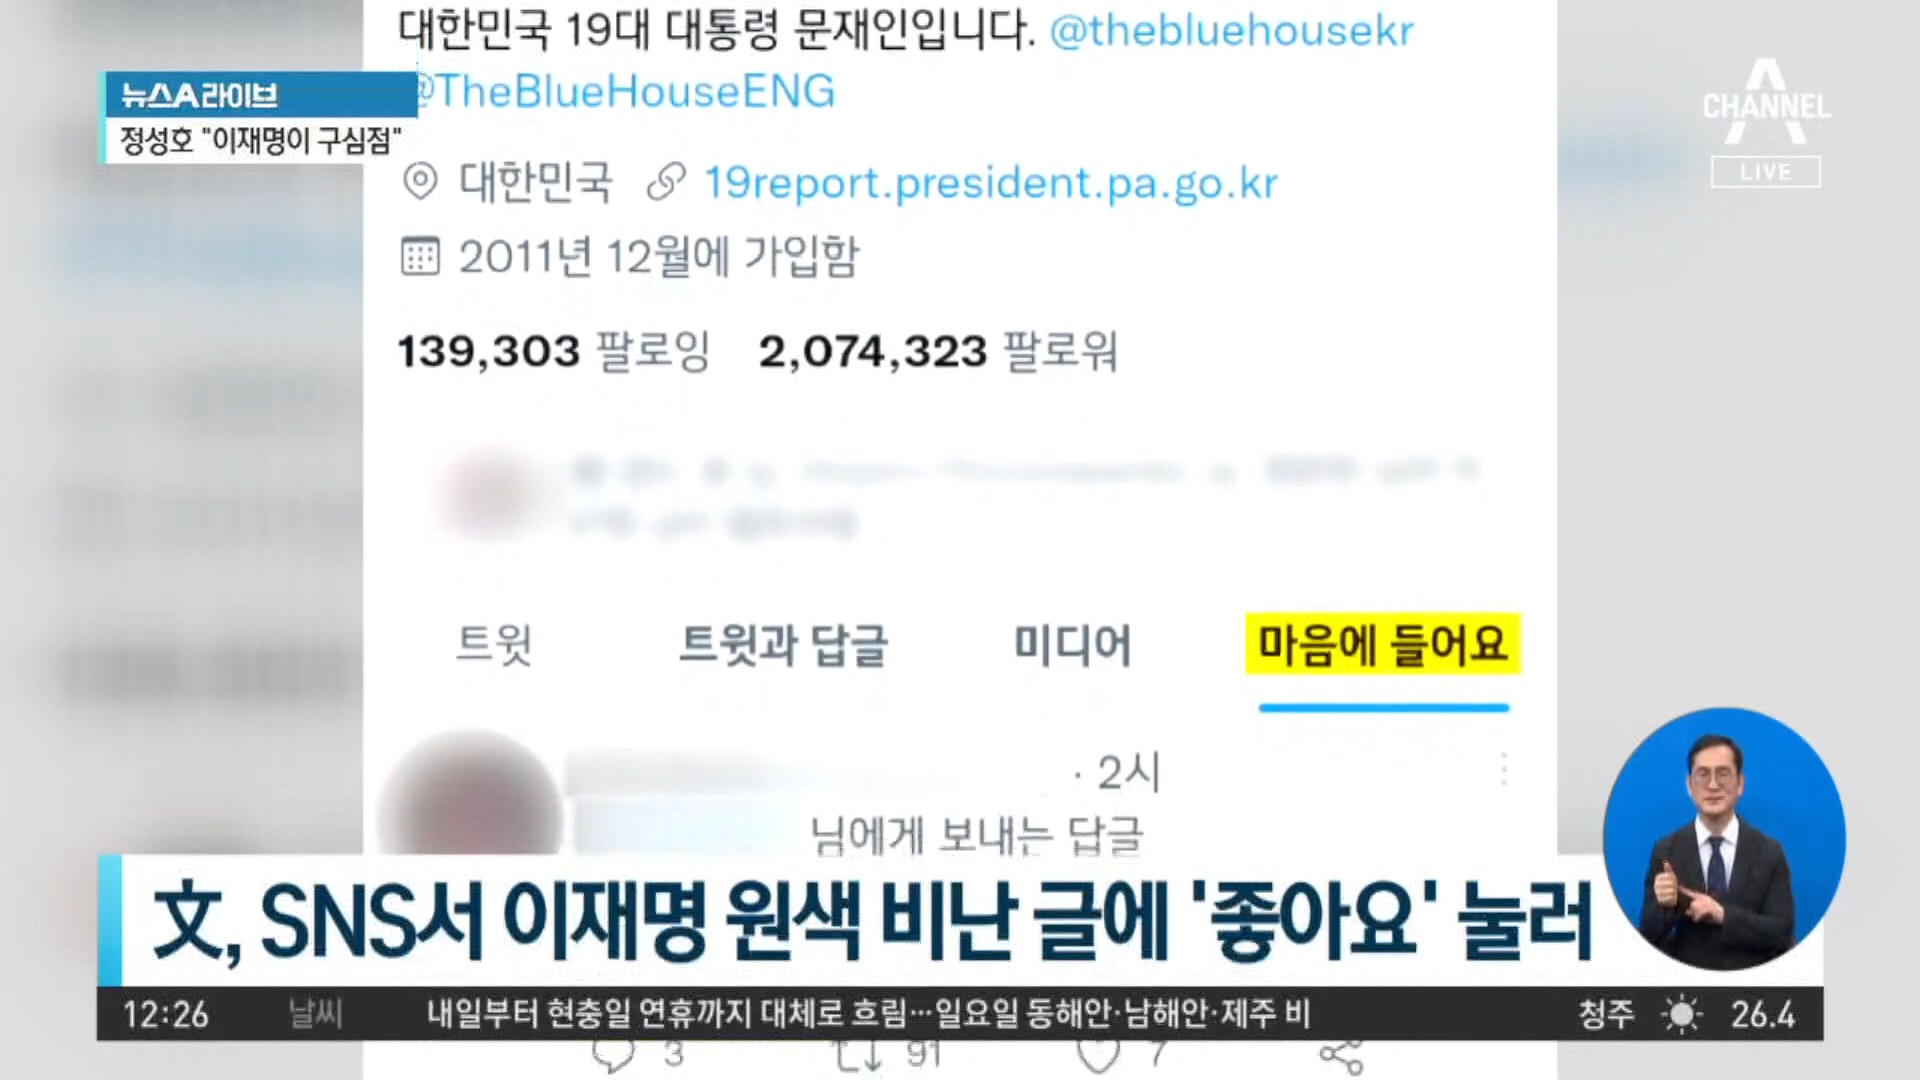 대한민국 19대 대통령 문재인입니다. @thebluehousekr
@TheBlueHouseENG
뉴스A라이브
정성호 "이재명이 구심점"
CHANNEL A
LIVE
대한민국 19report.president.pa.go.kr
2011년 12월에 가입함
139,303 팔로잉 2,074,323 팔로워
트윗 트윗과 답글 미디어 마음에 들어요
· 2시
님에게 보내는 답글
文, SNS서 이재명 원색 비난 글에 '좋아요' 눌러
12:26 날씨 내일부터 현충일 연휴까지 대체로 흐림…일요일 동해안·남해안·제주 비 청주 26.4
3 91 7